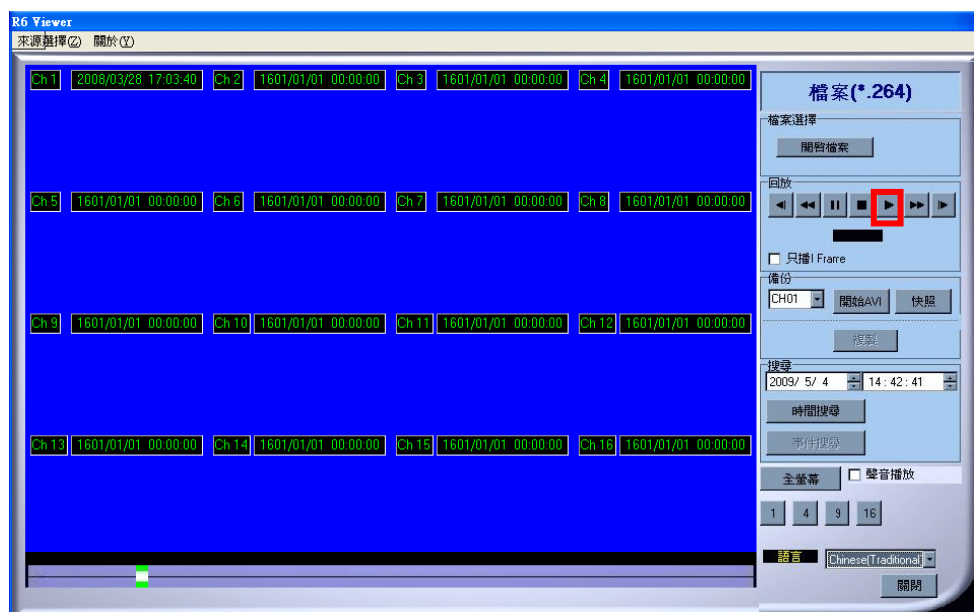 R6 Viewer
來源選擇(Z) 關於(Y)
Ch 1 2008/03/28 17:03:40 Ch 2 1601/01/01 00:00:00 Ch 3 1601/01/01 00:00:00 Ch 4 1601/01/01 00:00:00
Ch 5 1601/01/01 00:00:00 Ch 6 1601/01/01 00:00:00 Ch 7 1601/01/01 00:00:00 Ch 8 1601/01/01 00:00:00
Ch 9 1601/01/01 00:00:00 Ch 10 1601/01/01 00:00:00 Ch 11 1601/01/01 00:00:00 Ch 12 1601/01/01 00:00:00
Ch 13 1601/01/01 00:00:00 Ch 14 1601/01/01 00:00:00 Ch 15 1601/01/01 00:00:00 Ch 16 1601/01/01 00:00:00
檔案(*.264)
檔案選擇
開啓檔案
回放
只播I Frame
備份
CH01 開始AVI 快照
複製
搜尋
2009/ 5/ 4 14:42:41
時間搜尋
事件搜尋
全螢幕 聲音播放
1 4 9 16
語言 Chinese(Traditional)
關閉